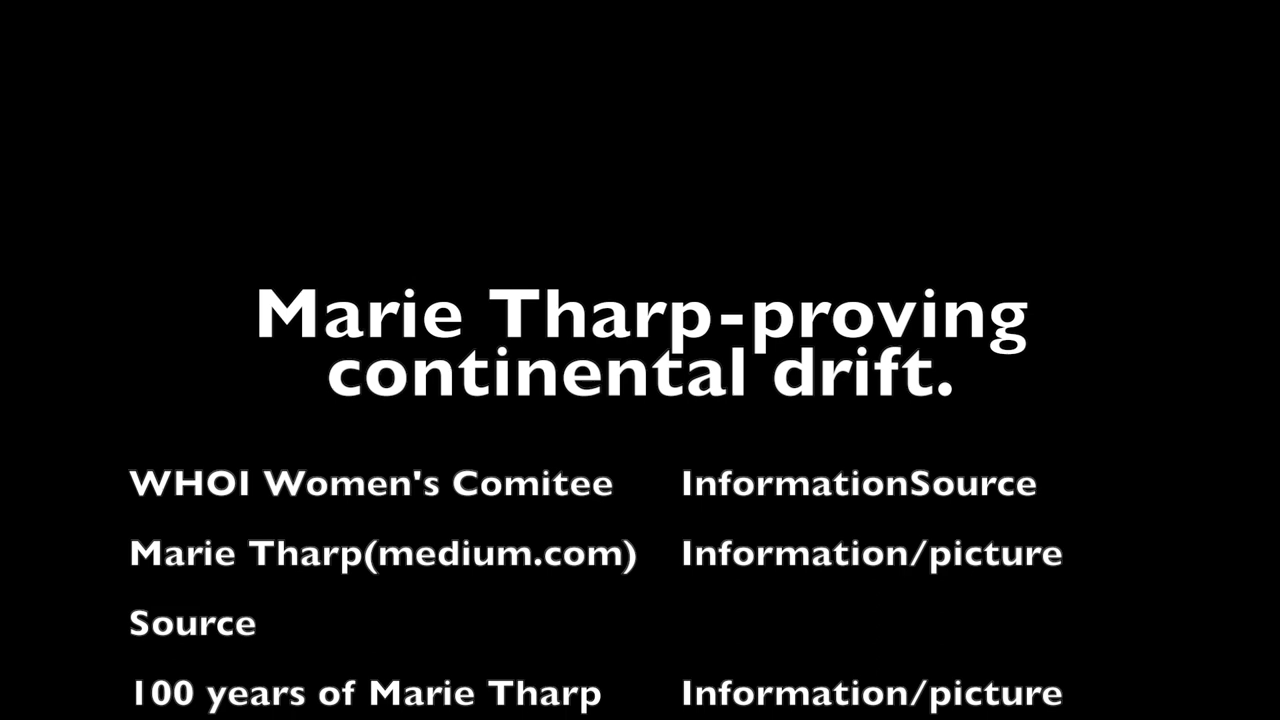 Marie Tharp-proving
continental drift.
WHOI Women's Comitee InformationSource
Marie Tharp(medium.com) Information/picture
Source
100 years of Marie Tharp Information/picture